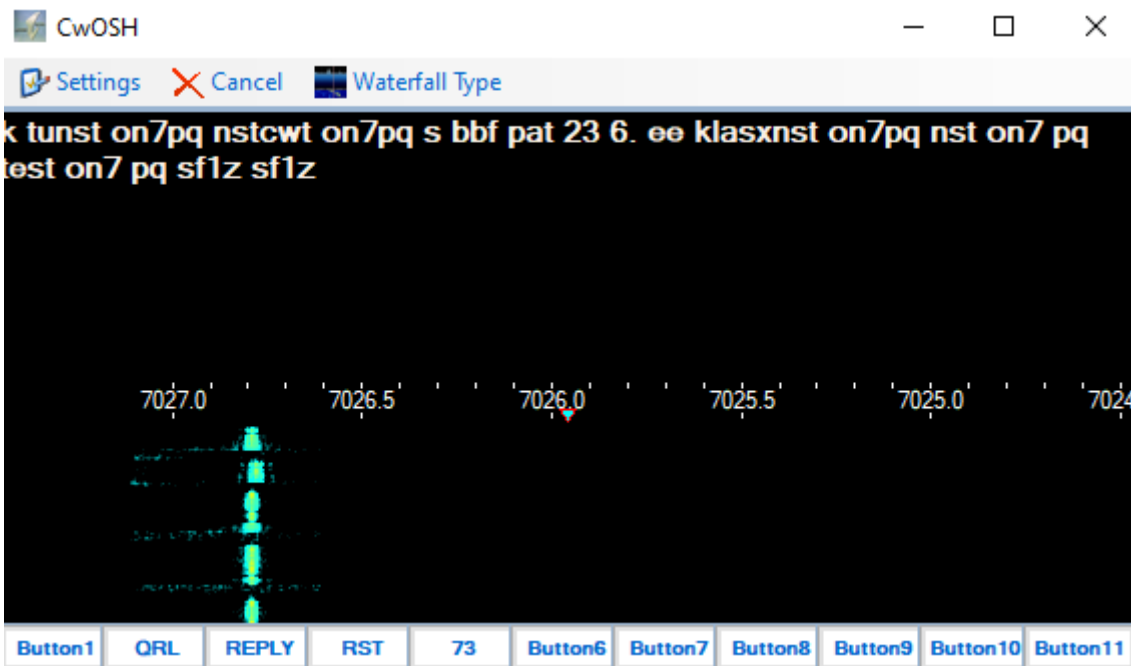 CwOSH
Settings Cancel Waterfall Type
k tunst on7pq nstcwt on7pq s bbf pat 23 6. ee klasxnst on7pq nst on7 pq
test on7 pq sf1z sf1z
7027.0 7026.5 7026.0 7025.5 7025.0 7024
Button1 QRL REPLY RST 73 Button6 Button7 Button8 Button9 Button10 Button11